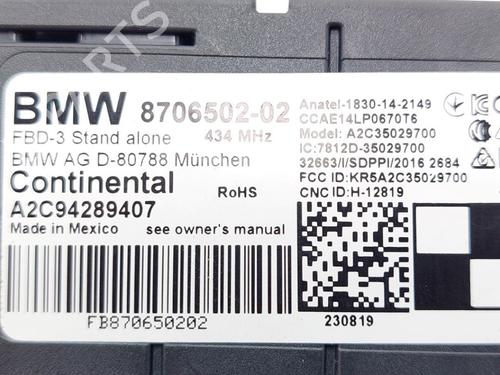 BMW 8706502-02
FBD-3 Stand alone 434 MHz
BMW AG D-80788 München
Continental
RoHS
A2C94289407
Made in Mexico see owner's manual
FB870650202
Anatel-1830-14-2149
CCAE14LP0670T6
Model: A2C35029700
IC:7812D-35029700
32663/I/SDPPI/2016 2684
FCC ID:KR5A2C35029700
CNC ID:H-12819
230819
PARTS